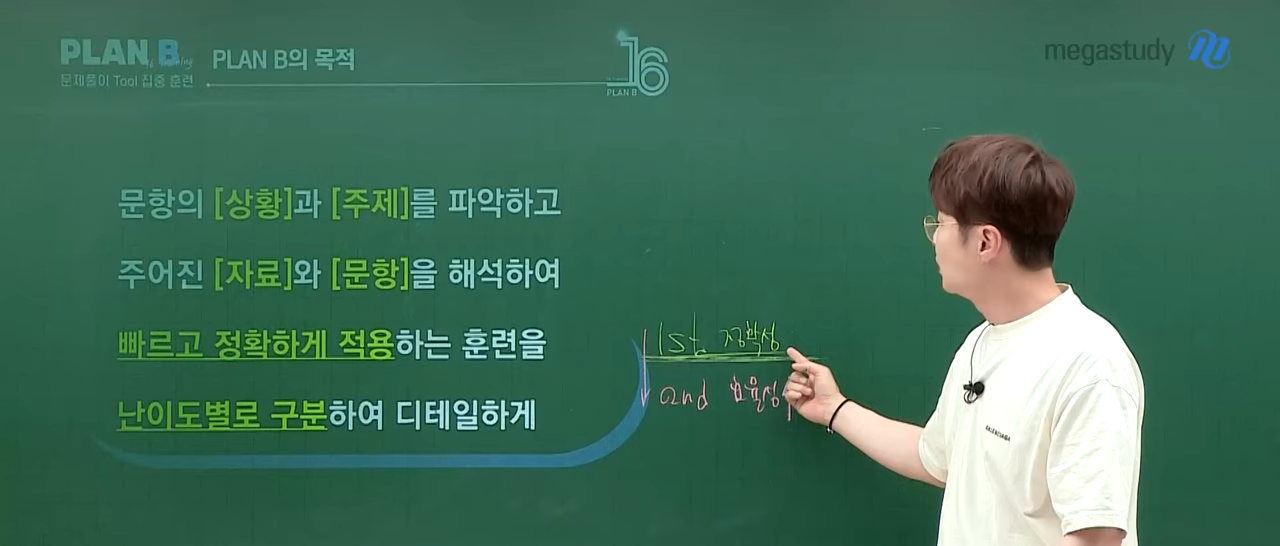 PLAN B
문제풀이 Tool 집중 훈련
PLAN B의 목적
16
PLAN B
megastudy
문항의 [상황]과 [주제]를 파악하고
주어진 [자료]와 [문항]을 해석하여
빠르고 정확하게 적용하는 훈련을
난이도별로 구분하여 디테일하게
1st. 정확성
2nd 효율성
BALENCIAGA